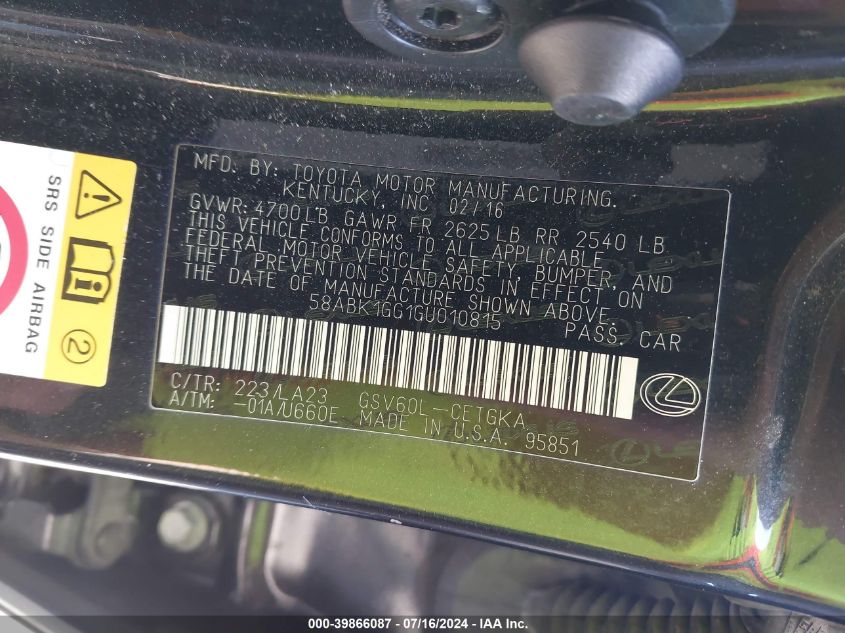 MFD. BY: TOYOTA MOTOR MANUFACTURING.
KENTUCKY, INC 02/16
GVWR: 4700LB GAWR FR 2625LB RR 2540 LB
THIS VEHICLE CONFORMS TO ALL APPLICABLE
FEDERAL MOTOR VEHICLE SAFETY, BUMPER, AND
THEFT PREVENTION STANDARDS IN EFFECT ON
THE DATE OF MANUFACTURE SHOWN ABOVE.
58ABK1GG1GU010815 PASS. CAR
C/TR: 223/LA23 GSV60L-CETGKA
A/TM: -01A/U660E MADE IN U.S.A. 95851
SRS SIDE AIRBAG
2
000-39866087 - 07/16/2024 - IAA Inc.